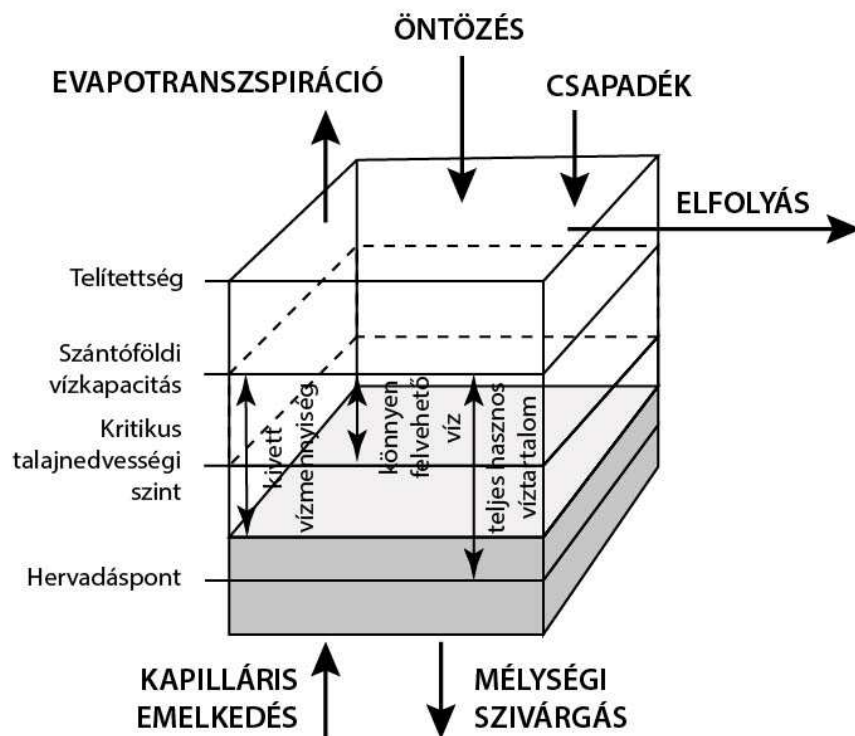 ÖNTÖZÉS
EVAPOTRANSZSPIRÁCIÓ
CSAPADÉK
ELFOLYÁS
Telítettség
Szántóföldi
vízkapacitás
Kritikus
talajnedvességi
szint
Hervadáspont
kivett
vízmennyiség
könnyen
felvehető
víz
teljes hasznos
víztartalom
KAPILLÁRIS
EMELKEDÉS
MÉLYSÉGI
SZIVÁRGÁS